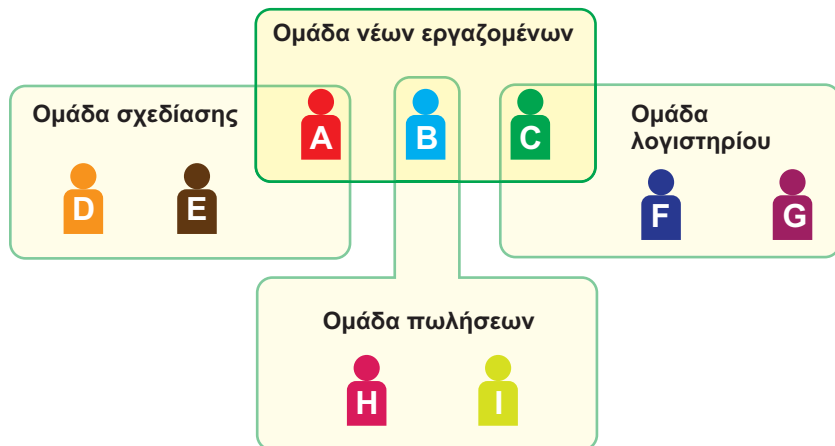 Ομάδα νέων εργαζομένων
Ομάδα σχεδίασης
A
B
C
Ομάδα
λογιστηρίου
D
E
F
G
Ομάδα πωλήσεων
H
I